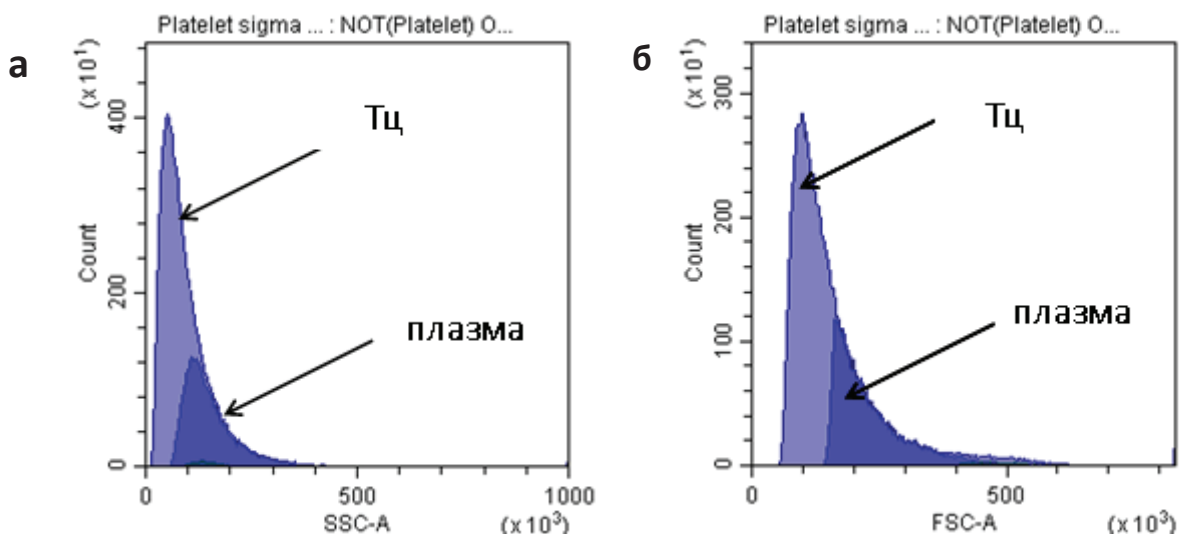 а
Platelet sigma ... : NOT(Platelet) O...
(x 10¹)
Count
400
200
0
Тц
плазма
0 500 1000
SSC-A (x 10³)
б
Platelet sigma ... : NOT(Platelet) O...
(x 10¹)
Count
300
200
100
0
Тц
плазма
0 500
FSC-A (x 10³)